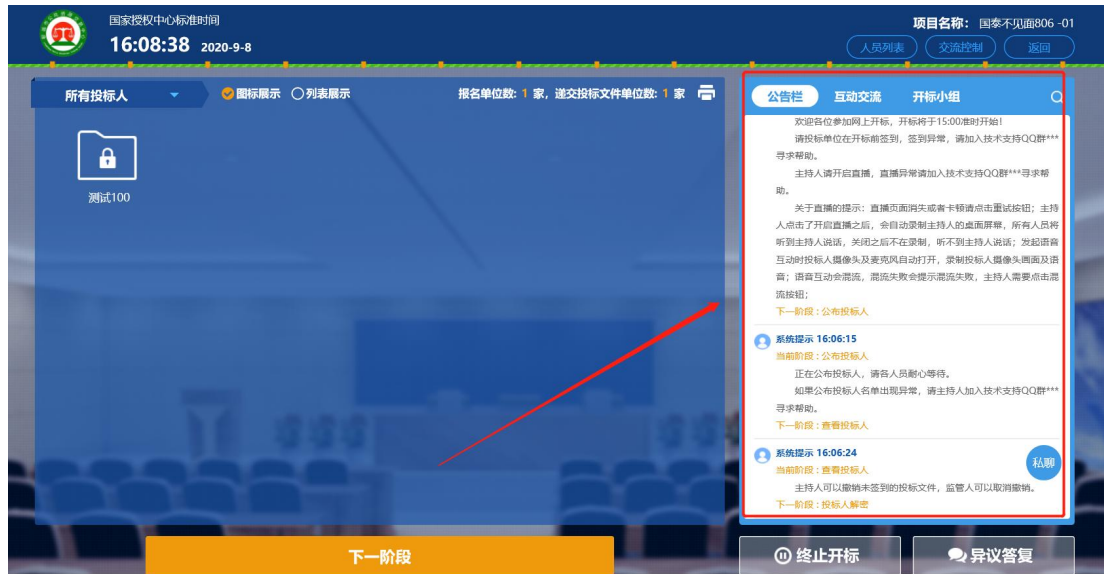 国家授权中心标准时间
16:08:38 2020-9-8
项目名称： 国泰不见面806 -01
人员列表 交流控制 返回
所有投标人 图标展示 列表展示 报名单位数: 1 家，递交投标文件单位数: 1 家
测试100
公告栏 互动交流 开标小组
欢迎各位参加网上开标，开标将于15:00准时开始！
请投标单位在开标前签到，签到异常，请加入技术支持QQ群***
寻求帮助。
主持人请开启直播，直播异常请加入技术支持QQ群***寻求帮
助。
关于直播的提示：直播页面消失或者卡顿请点击重试按钮；主持
人点击了开启直播之后，会自动录制主持人的桌面屏幕，所有人员将
听到主持人说话，关闭之后不在录制，听不到主持人说话；发起语音
互动时投标人摄像头及麦克风自动打开，录制投标人摄像头画面及语
音；语音互动会混流，混流失败会提示混流失败，主持人需要点击混
流按钮；
下一阶段 : 公布投标人
系统提示 16:06:15
当前阶段 : 公布投标人
正在公布投标人，请各人员耐心等待。
如果公布投标人名单出现异常，请主持人加入技术支持QQ群***
寻求帮助。
下一阶段 : 查看投标人
系统提示 16:06:24
当前阶段 : 查看投标人
主持人可以撤销未签到的投标文件，监管人可以取消撤销。
下一阶段 : 投标人解密
私聊
下一阶段
终止开标
异议答复